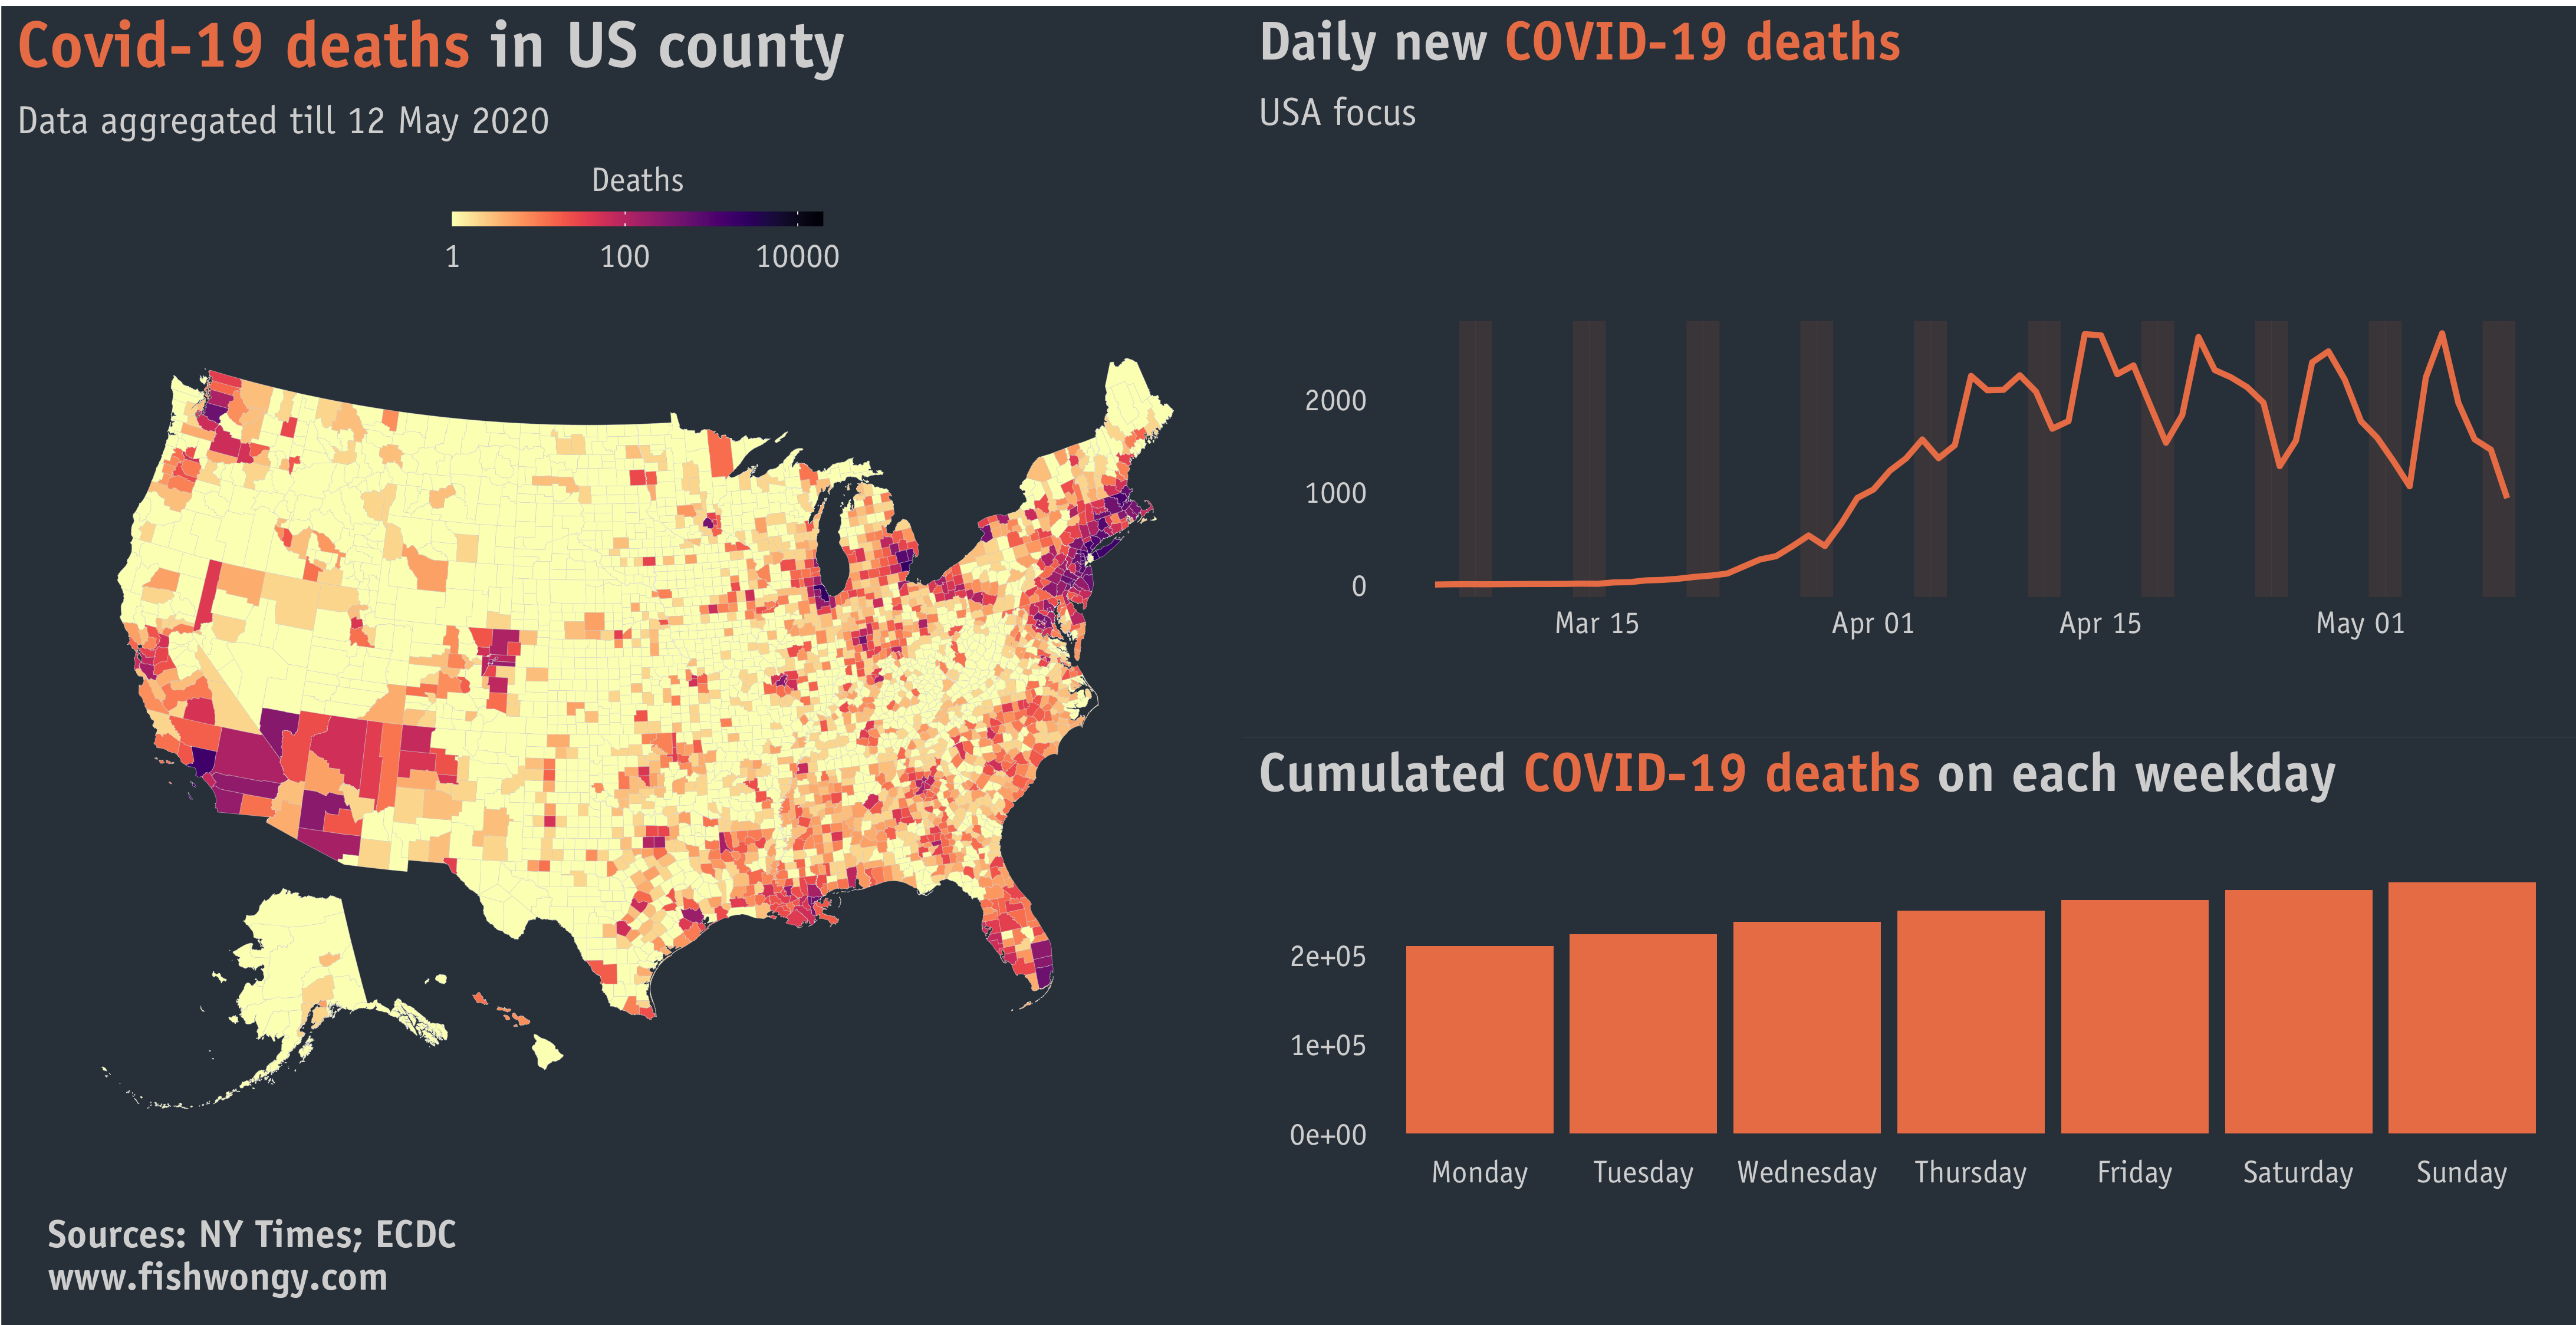 Covid-19 deaths in US county
Data aggregated till 12 May 2020
Deaths
1 100 10000
Daily new COVID-19 deaths
USA focus
2000
1000
0
Mar 15 Apr 01 Apr 15 May 01
Cumulated COVID-19 deaths on each weekday
2e+05
1e+05
0e+00
Monday Tuesday Wednesday Thursday Friday Saturday Sunday
Sources: NY Times; ECDC
www.fishwongy.com